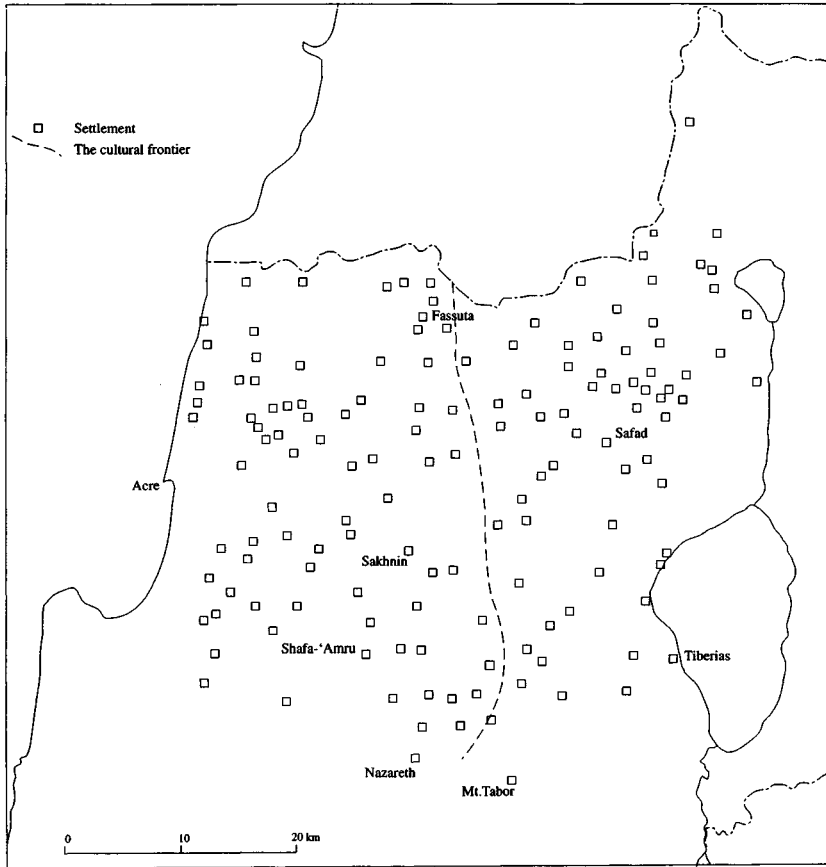 Settlement
The cultural frontier
Fassuta
Safad
Acre
Sakhnin
Shafa-‘Amru
Tiberias
Nazareth
Mt.Tabor
0 10 20 km